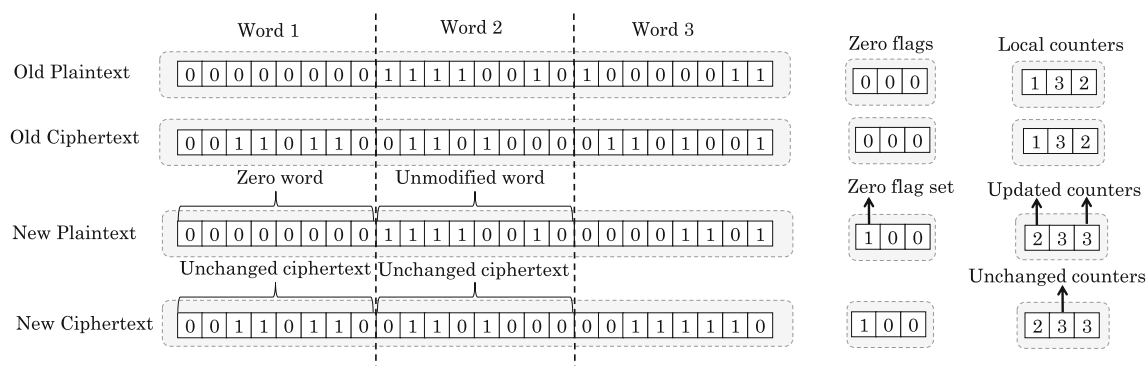 Word 1 Word 2 Word 3
Zero flags Local counters
Old Plaintext 0 0 0 0 0 0 0 0 1 1 1 1 0 0 1 0 1 0 0 0 0 0 1 1 0 0 0 1 3 2
Old Ciphertext 0 0 1 1 0 1 1 0 0 1 1 0 1 0 0 0 0 1 1 0 1 0 0 1 0 0 0 1 3 2
Zero word Unmodified word Zero flag set Updated counters
New Plaintext 0 0 0 0 0 0 0 0 1 1 1 1 0 0 1 0 0 0 0 0 1 1 0 1 1 0 0 2 3 3
Unchanged ciphertext Unchanged ciphertext Unchanged counters
New Ciphertext 0 0 1 1 0 1 1 0 0 1 1 0 1 0 0 0 0 0 1 1 1 1 1 0 1 0 0 2 3 3